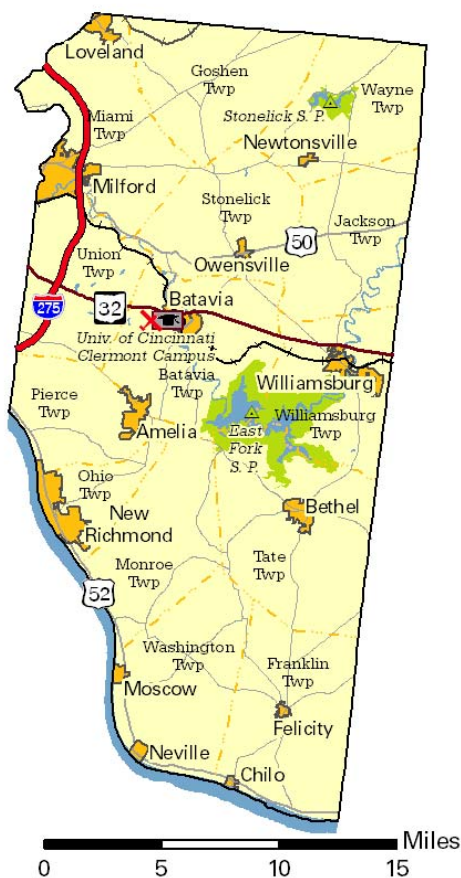 Loveland
Goshen
Twp
Wayne
Twp
Miami
Twp
Stonelick S. P.
Newtonsville
Milford
Stonelick
Twp
Jackson
Twp
50
Union
Twp
Owensville
275
32
Batavia
Univ. of Cincinnati
Clermont Campus
Batavia
Twp
Williamsburg
Pierce
Twp
Williamsburg
Twp
Amelia
East
Fork
S. P.
Ohio
Twp
Bethel
New
Richmond
Tate
Twp
Monroe
Twp
52
Washington
Twp
Franklin
Twp
Moscow
Felicity
Neville
Chilo
Miles
0 5 10 15